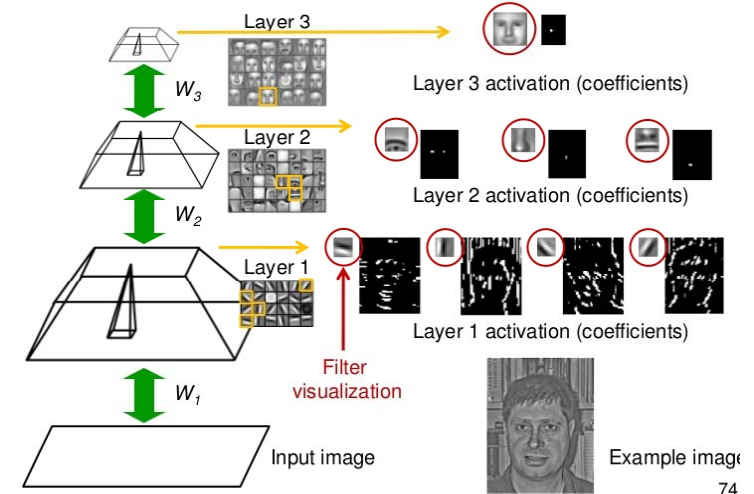 Layer 3
W3
Layer 3 activation (coefficients)
Layer 2
W2
Layer 2 activation (coefficients)
Layer 1
Layer 1 activation (coefficients)
Filter
visualization
W1
Input image
Example image
74